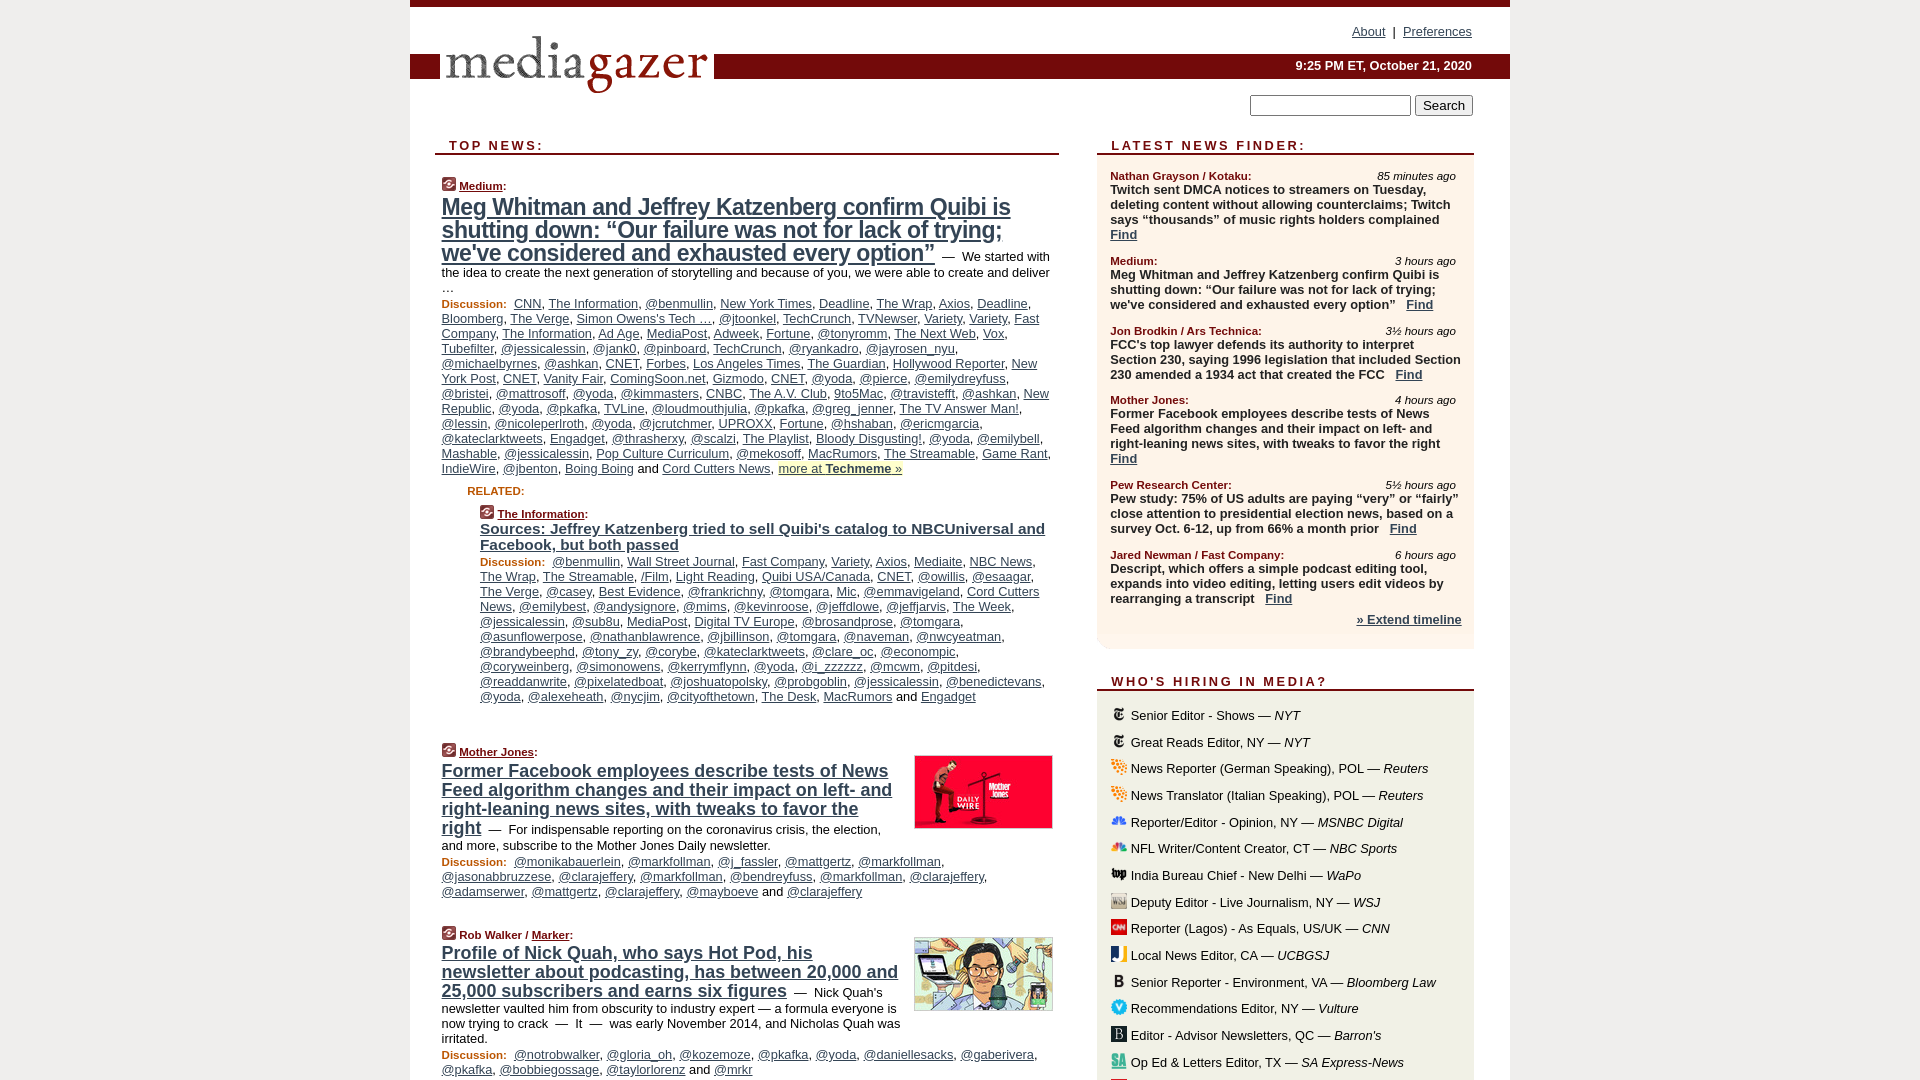 About | Preferences
mediagazer
9:25 PM ET, October 21, 2020
Search
TOP NEWS:
Medium:
Meg Whitman and Jeffrey Katzenberg confirm Quibi is
shutting down: “Our failure was not for lack of trying;
we've considered and exhausted every option” — We started with
the idea to create the next generation of storytelling and because of you, we were able to create and deliver
…
Discussion: CNN, The Information, @benmullin, New York Times, Deadline, The Wrap, Axios, Deadline,
Bloomberg, The Verge, Simon Owens's Tech …, @jtoonkel, TechCrunch, TVNewser, Variety, Variety, Fast
Company, The Information, Ad Age, MediaPost, Adweek, Fortune, @tonyromm, The Next Web, Vox,
Tubefilter, @jessicalessin, @jank0, @pinboard, TechCrunch, @ryankadro, @jayrosen_nyu,
@michaelbyrnes, @ashkan, CNET, Forbes, Los Angeles Times, The Guardian, Hollywood Reporter, New
York Post, CNET, Vanity Fair, ComingSoon.net, Gizmodo, CNET, @yoda, @pierce, @emilydreyfuss,
@bristei, @mattrosoff, @yoda, @kimmasters, CNBC, The A.V. Club, 9to5Mac, @travistefft, @ashkan, New
Republic, @yoda, @pkafka, TVLine, @loudmouthjulia, @pkafka, @greg_jenner, The TV Answer Man!,
@lessin, @nicoleperlroth, @yoda, @jcrutchmer, UPROXX, Fortune, @hshaban, @ericmgarcia,
@kateclarktweets, Engadget, @thrasherxy, @scalzi, The Playlist, Bloody Disgusting!, @yoda, @emilybell,
Mashable, @jessicalessin, Pop Culture Curriculum, @mekosoff, MacRumors, The Streamable, Game Rant,
IndieWire, @jbenton, Boing Boing and Cord Cutters News, more at Techmeme »
RELATED:
The Information:
Sources: Jeffrey Katzenberg tried to sell Quibi's catalog to NBCUniversal and
Facebook, but both passed
Discussion: @benmullin, Wall Street Journal, Fast Company, Variety, Axios, Mediaite, NBC News,
The Wrap, The Streamable, /Film, Light Reading, Quibi USA/Canada, CNET, @owillis, @esaagar,
The Verge, @casey, Best Evidence, @frankrichny, @tomgara, Mic, @emmavigeland, Cord Cutters
News, @emilybest, @andysignore, @mims, @kevinroose, @jeffdlowe, @jeffjarvis, The Week,
@jessicalessin, @sub8u, MediaPost, Digital TV Europe, @brosandprose, @tomgara,
@asunflowerpose, @nathanblawrence, @jbillinson, @tomgara, @naveman, @nwcyeatman,
@brandybeephd, @tony_zy, @corybe, @kateclarktweets, @clare_oc, @econompic,
@coryweinberg, @simonowens, @kerrymflynn, @yoda, @i_zzzzzz, @mcwm, @pitdesi,
@readdanwrite, @pixelatedboat, @joshuatopolsky, @probgoblin, @jessicalessin, @benedictevans,
@yoda, @alexeheath, @nycjim, @cityofthetown, The Desk, MacRumors and Engadget
Mother Jones:
Former Facebook employees describe tests of News
Feed algorithm changes and their impact on left- and
right-leaning news sites, with tweaks to favor the
right — For indispensable reporting on the coronavirus crisis, the election,
and more, subscribe to the Mother Jones Daily newsletter.
DAILY WIRE
Mother Jones
Discussion: @monikabauerlein, @markfollman, @j_fassler, @mattgertz, @markfollman,
@jasonabbruzzese, @clarajeffery, @markfollman, @bendreyfuss, @markfollman, @clarajeffery,
@adamserwer, @mattgertz, @clarajeffery, @mayboeve and @clarajeffery
Rob Walker / Marker:
Profile of Nick Quah, who says Hot Pod, his
newsletter about podcasting, has between 20,000 and
25,000 subscribers and earns six figures — Nick Quah's
newsletter vaulted him from obscurity to industry expert — a formula everyone is
now trying to crack — It — was early November 2014, and Nicholas Quah was
irritated.
Discussion: @notrobwalker, @gloria_oh, @kozemoze, @pkafka, @yoda, @daniellesacks, @gaberivera,
@pkafka, @bobbiegossage, @taylorlorenz and @mrkr
LATEST NEWS FINDER:
Nathan Grayson / Kotaku: 85 minutes ago
Twitch sent DMCA notices to streamers on Tuesday,
deleting content without allowing counterclaims; Twitch
says “thousands” of music rights holders complained
Find
Medium: 3 hours ago
Meg Whitman and Jeffrey Katzenberg confirm Quibi is
shutting down: “Our failure was not for lack of trying;
we've considered and exhausted every option” Find
Jon Brodkin / Ars Technica: 3½ hours ago
FCC's top lawyer defends its authority to interpret
Section 230, saying 1996 legislation that included Section
230 amended a 1934 act that created the FCC Find
Mother Jones: 4 hours ago
Former Facebook employees describe tests of News
Feed algorithm changes and their impact on left- and
right-leaning news sites, with tweaks to favor the right
Find
Pew Research Center: 5½ hours ago
Pew study: 75% of US adults are paying “very” or “fairly”
close attention to presidential election news, based on a
survey Oct. 6-12, up from 66% a month prior Find
Jared Newman / Fast Company: 6 hours ago
Descript, which offers a simple podcast editing tool,
expands into video editing, letting users edit videos by
rearranging a transcript Find
» Extend timeline
WHO'S HIRING IN MEDIA?
Senior Editor - Shows — NYT
Great Reads Editor, NY — NYT
News Reporter (German Speaking), POL — Reuters
News Translator (Italian Speaking), POL — Reuters
Reporter/Editor - Opinion, NY — MSNBC Digital
NFL Writer/Content Creator, CT — NBC Sports
India Bureau Chief - New Delhi — WaPo
Deputy Editor - Live Journalism, NY — WSJ
Reporter (Lagos) - As Equals, US/UK — CNN
Local News Editor, CA — UCBGSJ
Senior Reporter - Environment, VA — Bloomberg Law
Recommendations Editor, NY — Vulture
Editor - Advisor Newsletters, QC — Barron's
Op Ed & Letters Editor, TX — SA Express-News